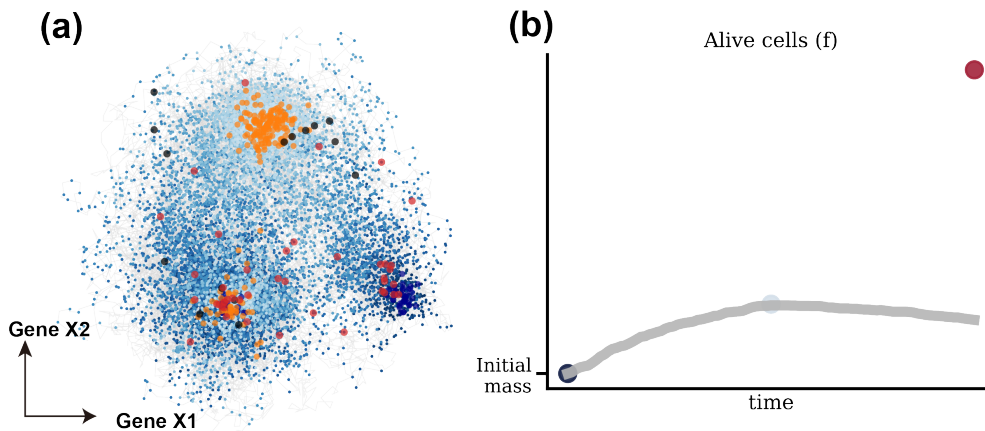 (a)
Gene X2
Gene X1
(b)
Alive cells (f)
Initial
mass
time